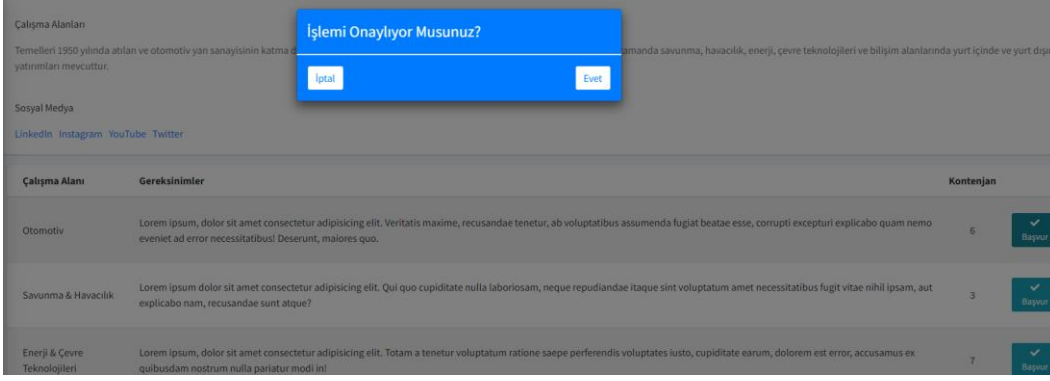 İşlemi Onaylıyor Musunuz?
İptal
Evet
Çalışma Alanları
Temelleri 1950 yılında atılan ve otomotiv yan sanayisinin katma
amanda savunma, havacılık, enerji, çevre teknolojileri ve bilişim alanlarında yurt içinde ve yurt
yatırımları mevcuttur.
Sosyal Medya
LinkedIn Instagram YouTube Twitter
Çalışma Alanı Gereksinimler Kontenjan
Otomotiv
Lorem ipsum, dolor sit amet consectetur adipisicing elit. Veritatis maxime, recusandae tenetur, ab voluptatibus assumenda fugiat beatae esse, corrupti excepturi explicabo quam nemo
eveniet ad error necessitatibus! Deserunt, maiores quo.
6
Başvur
Savunma & Havacılık
Lorem ipsum dolor sit amet consectetur adipisicing elit. Qui quo cupiditate nulla laboriosam, neque repudiandae itaque sint voluptatum amet necessitatibus fugit vitae nihil ipsam, aut
explicabo nam, recusandae sunt atque?
3
Başvur
Enerji & Çevre
Teknolojileri
Lorem ipsum dolor sit amet consectetur adipisicing elit. Totam a tenetur voluptatum ratione saepe perferendis voluptates iusto, cupiditate earum, dolorem est error, accusamus ex
quibusdam nostrum nulla pariatur modi in!
7
Başvur